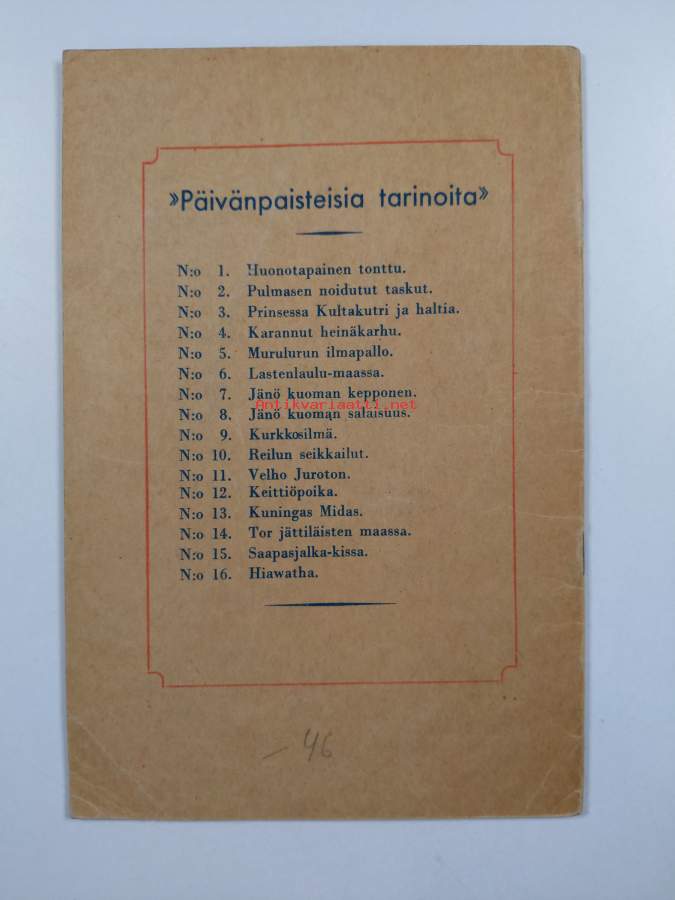 »Päivänpaisteisia tarinoita»
N:o 1. Huonotapainen tonttu.
N:o 2. Pulmasen noidutut taskut.
N:o 3. Prinsessa Kultakutri ja haltia.
N:o 4. Karannut heinäkarhu.
N:o 5. Murulurun ilmapallo.
N:o 6. Lastenlaulu-maassa.
N:o 7. Jänö kuoman kepponen.
Antikvariaatti.net
N:o 8. Jänö kuoman salaisuus.
N:o 9. Kurkkosilmä.
N:o 10. Reilun seikkailut.
N:o 11. Velho Juroton.
N:o 12. Keittiöpoika.
N:o 13. Kuningas Midas.
N:o 14. Tor jättiläisten maassa.
N:o 15. Saapasjalka-kissa.
N:o 16. Hiawatha.
– 46